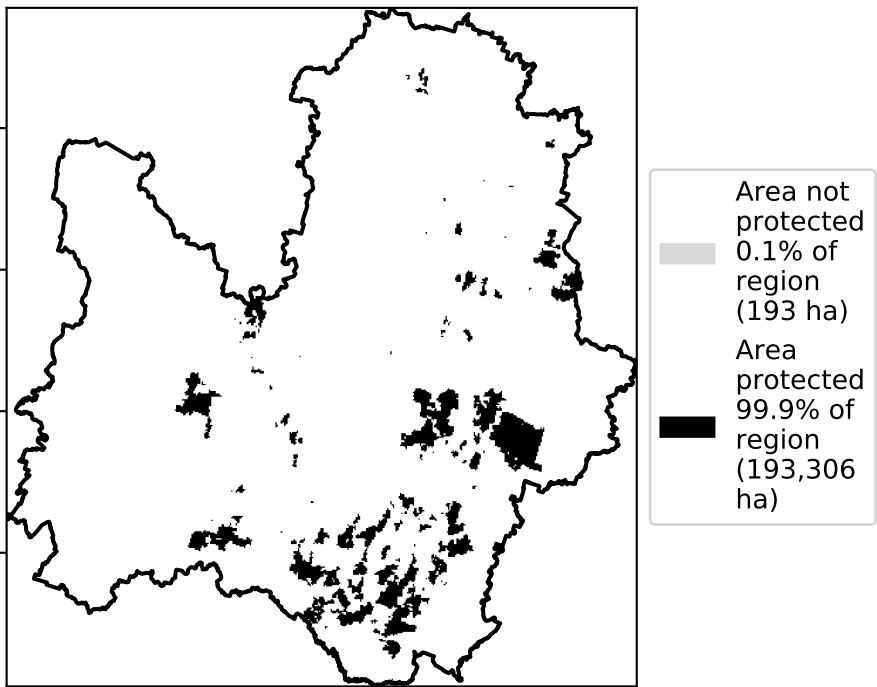 Area not
protected
0.1% of
region
(193 ha)
Area
protected
99.9% of
region
(193,306
ha)